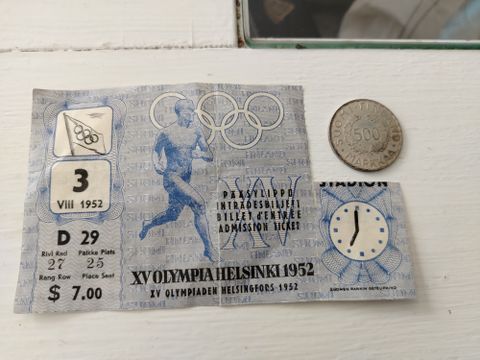 3
VIII 1952
D 29
Rivi Rad Paikka Plats
27 25
Rang Row Place Seat
$ 7.00
XV
PÄÄSYLIPPU
INTRÄDESBILJETT
BILLET d'ENTRÉE
ADMISSION TICKET
XV OLYMPIA HELSINKI 1952
XV OLYMPIADEN HELSINGFORS 1952
STADION
SUOMEN PANKIN SETELIPAINO
500
MARKKAA